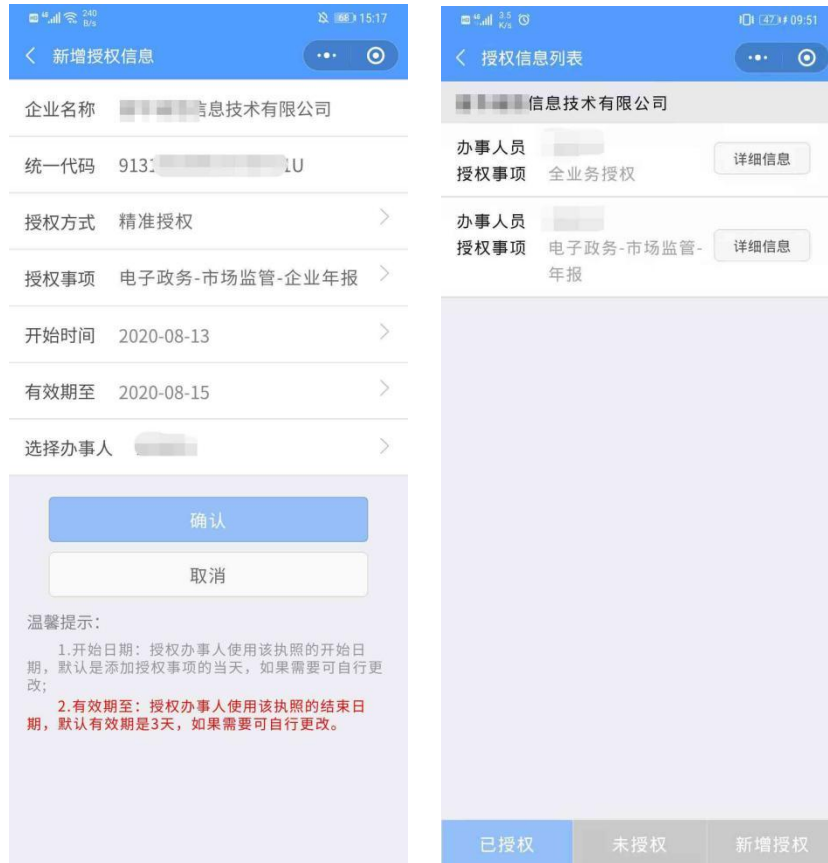 240
B/s
68
15:17
新增授权信息
企业名称 信息技术有限公司
统一代码 9131 1U
授权方式 精准授权
授权事项 电子政务-市场监管-企业年报
开始时间 2020-08-13
有效期至 2020-08-15
选择办事人
确认
取消
温馨提示：
1.开始日期：授权办事人使用该执照的开始日
期，默认是添加授权事项的当天，如果需要可自行更
改;
2.有效期至：授权办事人使用该执照的结束日
期，默认有效期是3天，如果需要可自行更改。
3.5
K/s
47
09:51
授权信息列表
信息技术有限公司
办事人员
授权事项 全业务授权
详细信息
办事人员
授权事项 电子政务-市场监管-
年报
详细信息
已授权 未授权 新增授权